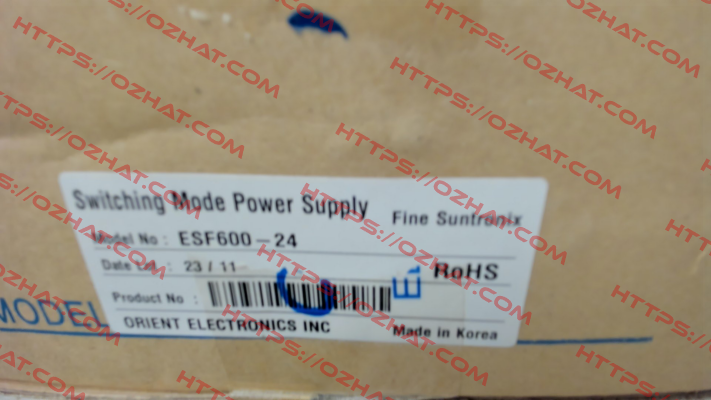 Switching Mode Power Supply
Fine Suntronix
Model No : ESF600-24
Date Lot : 23 / 11
RoHS
Product No :
ORIENT ELECTRONICS INC
Made in Korea
MODEL
HTTPS://OZHAT.COM